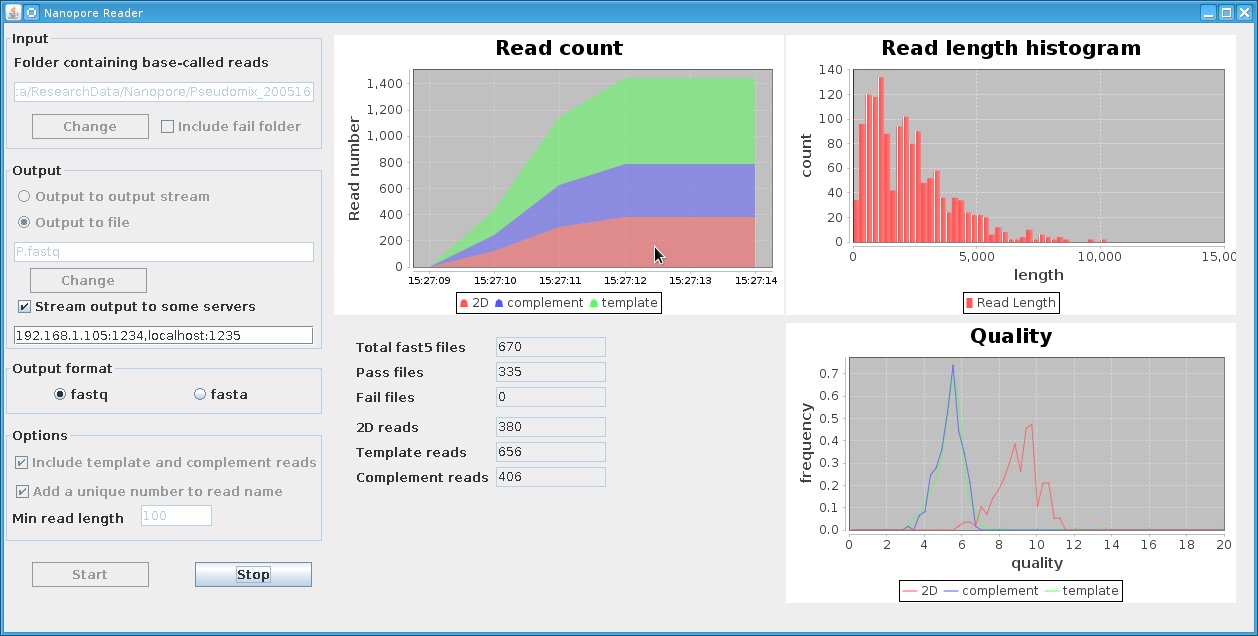 Nanopore Reader
Input
Folder containing base-called reads
:a/ResearchData/Nanopore/Pseudomix_200516
Change
Include fail folder
Output
Output to output stream
Output to file
P.fastq
Change
Stream output to some servers
192.168.1.105:1234,localhost:1235
Output format
fastq fasta
Options
Include template and complement reads
Add a unique number to read name
Min read length 100
Start Stop
Read count
Read number
1,400
1,200
1,000
800
600
400
200
0
15:27:09 15:27:10 15:27:11 15:27:12 15:27:13 15:27:14
2D complement template
Total fast5 files 670
Pass files 335
Fail files 0
2D reads 380
Template reads 656
Complement reads 406
Read length histogram
count
140
120
100
80
60
40
20
0
0 5,000 10,000 15,00
length
Read Length
Quality
frequency
0.7
0.6
0.5
0.4
0.3
0.2
0.1
0.0
0 2 4 6 8 10 12 14 16 18 20
quality
2D complement template